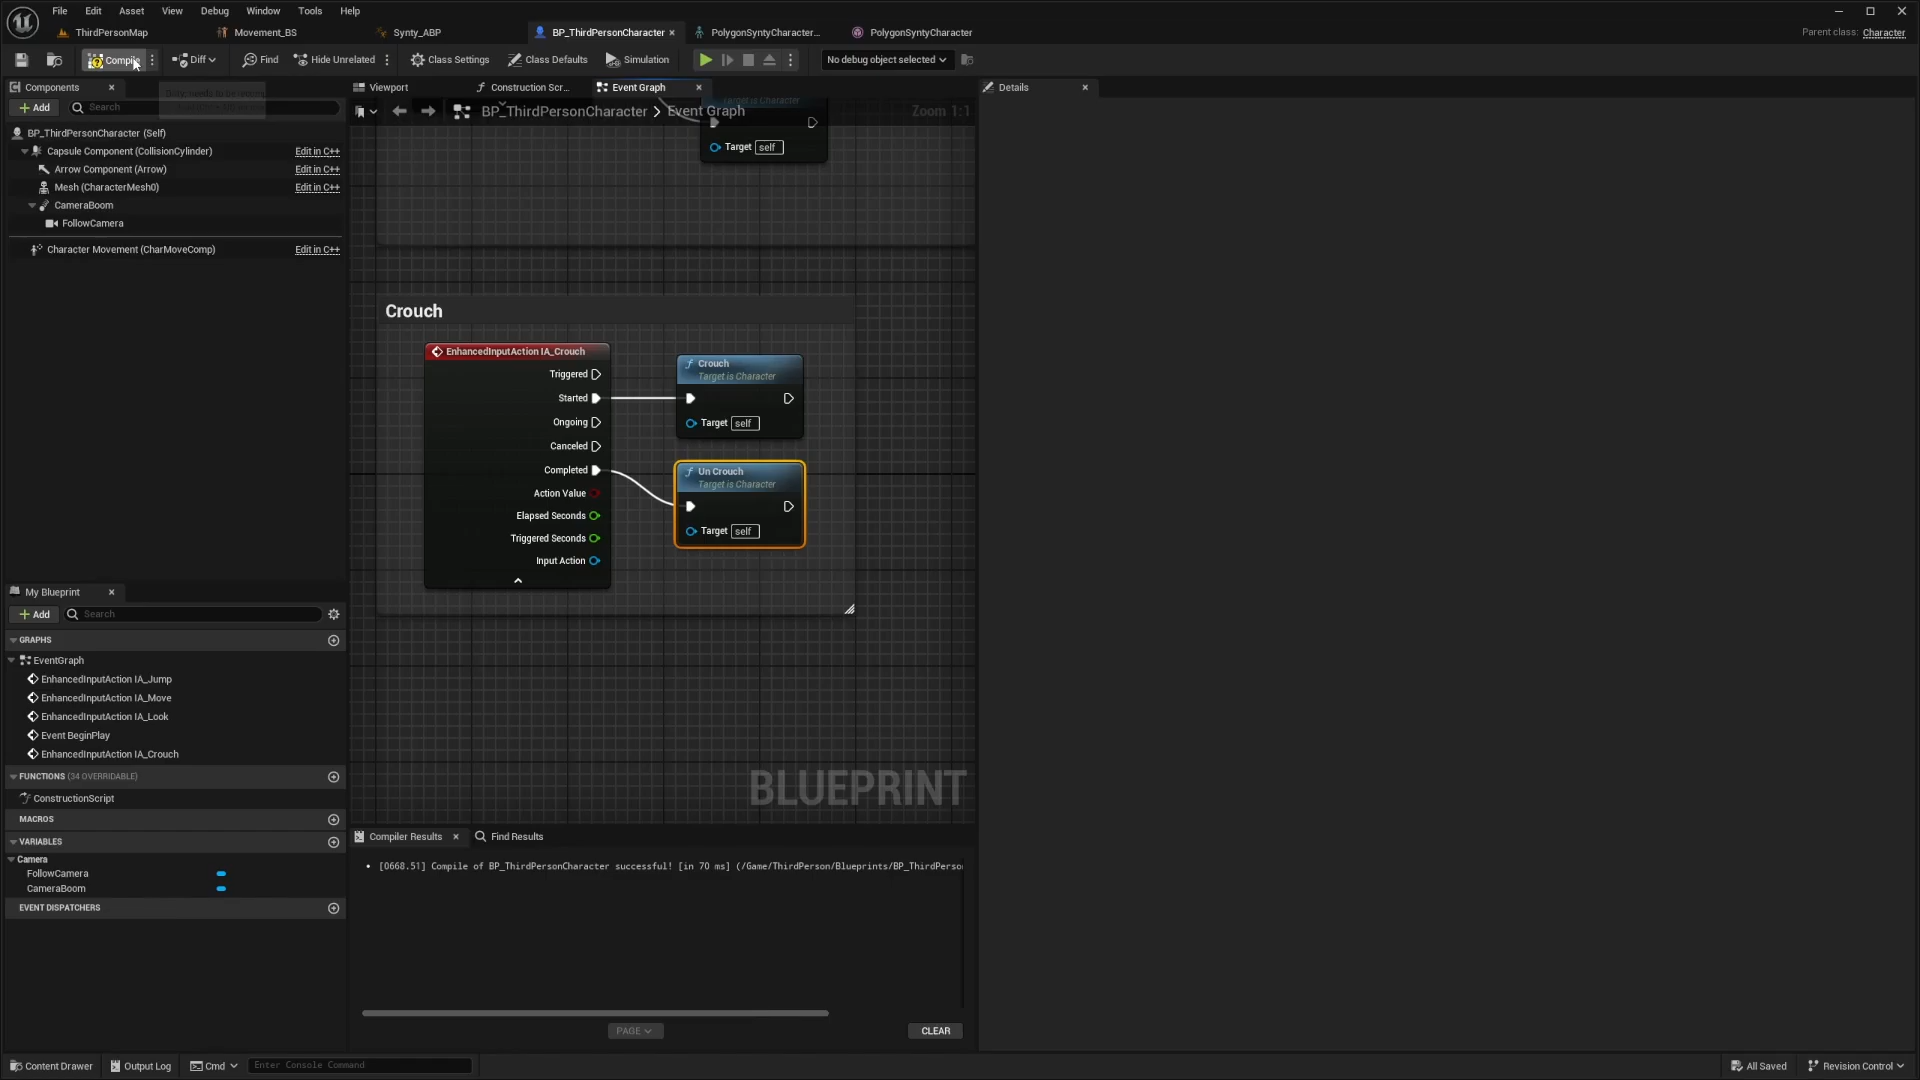 File Edit Asset View Debug Window Tools Help
ThirdPersonMap Movement_BS Synty_ABP BP_ThirdPersonCharacter PolygonSyntyCharacter... PolygonSyntyCharacter Parent class: Character
Compile Diff Find Hide Unrelated Class Settings Class Defaults Simulation No debug object selected
Components Viewport Construction Scr... Event Graph Details
Add Search
BP_ThirdPersonCharacter > Event Graph Zoom 1:1
Target is Character
Target self
BP_ThirdPersonCharacter (Self)
Capsule Component (CollisionCylinder) Edit in C++
Arrow Component (Arrow) Edit in C++
Mesh (CharacterMesh0) Edit in C++
CameraBoom
FollowCamera
Character Movement (CharMoveComp) Edit in C++
Crouch
EnhancedInputAction IA_Crouch
Triggered
Started
Ongoing
Canceled
Completed
Action Value
Elapsed Seconds
Triggered Seconds
Input Action
Crouch
Target is Character
Target self
Un Crouch
Target is Character
Target self
BLUEPRINT
My Blueprint
Add Search
GRAPHS
EventGraph
EnhancedInputAction IA_Jump
EnhancedInputAction IA_Move
EnhancedInputAction IA_Look
Event BeginPlay
EnhancedInputAction IA_Crouch
FUNCTIONS (34 OVERRIDABLE)
ConstructionScript
MACROS
VARIABLES
Camera
FollowCamera
CameraBoom
EVENT DISPATCHERS
Compiler Results Find Results
[0668.51] Compile of BP_ThirdPersonCharacter successful! [in 70 ms] (/Game/ThirdPerson/Blueprints/BP_ThirdPerson
PAGE CLEAR
Content Drawer Output Log Cmd Enter Console Command All Saved Revision Control